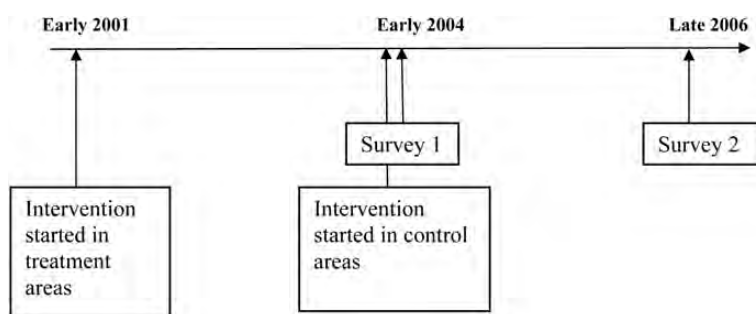 Early 2001 Early 2004 Late 2006
Survey 1 Survey 2
Intervention
started in
treatment
areas
Intervention
started in control
areas